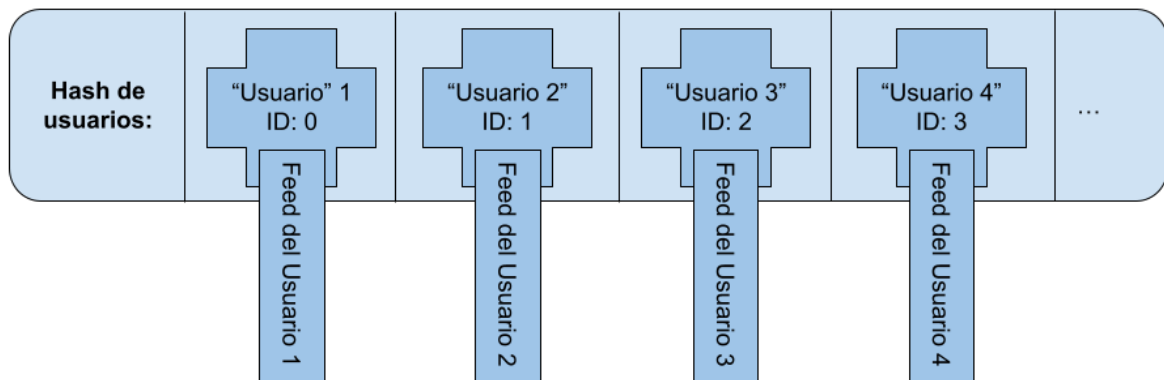 Hash de
usuarios:
“Usuario” 1
ID: 0
“Usuario 2”
ID: 1
“Usuario 3”
ID: 2
“Usuario 4”
ID: 3
...
Feed del Usuario 1
Feed del Usuario 2
Feed del Usuario 3
Feed del Usuario 4